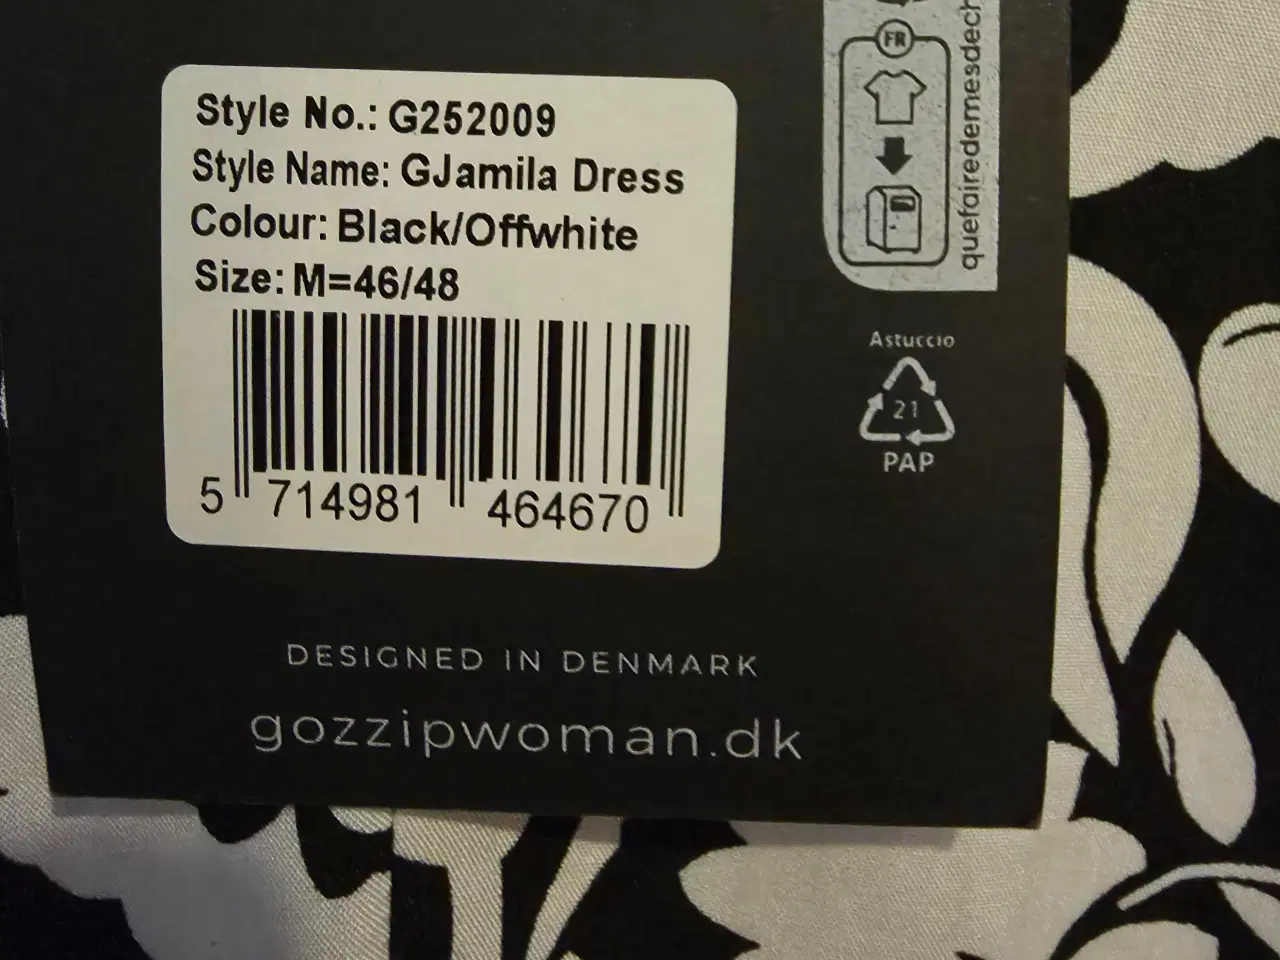 Style No.: G252009
Style Name: GJamila Dress
Colour: Black/Offwhite
Size: M=46/48
5 714981 464670
FR
quefairedemesdech
Astuccio
21
PAP
DESIGNED IN DENMARK
gozzipwoman.dk